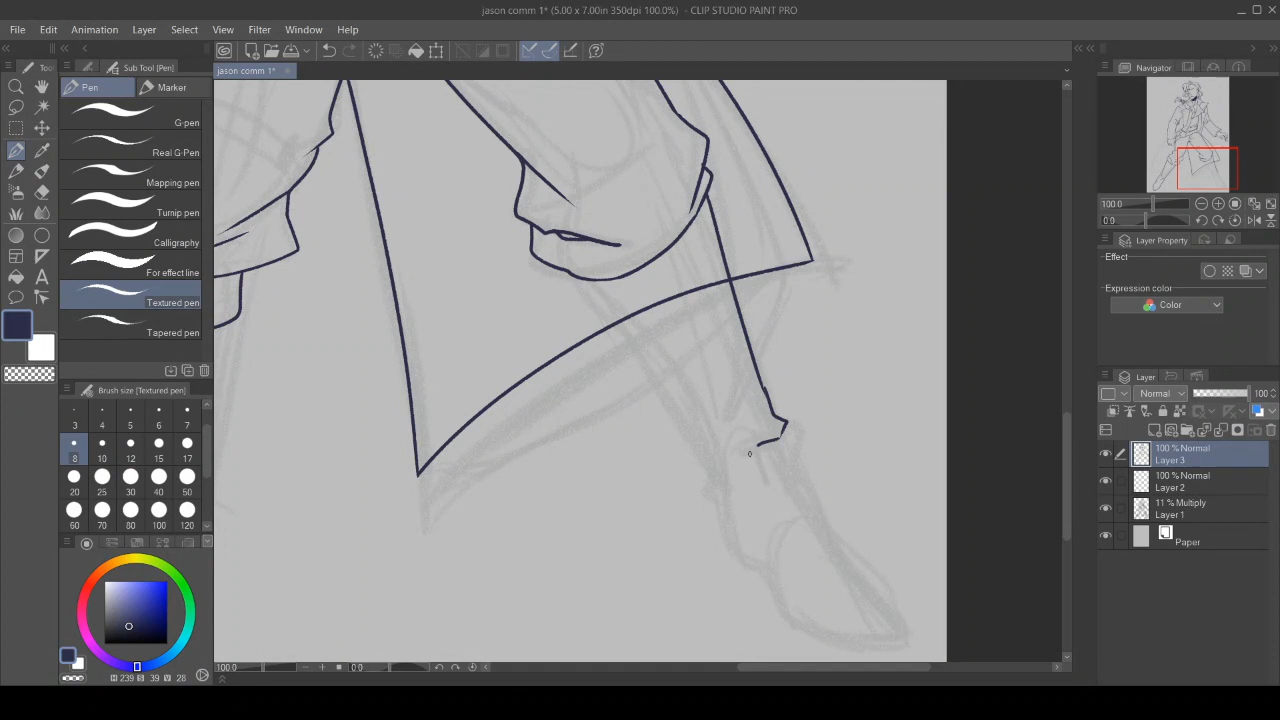 jason comm 1* (5.00 x 7.00in 350dpi 100.0%) - CLIP STUDIO PAINT PRO
File Edit Animation Layer Select View Filter Window Help
Tool
Sub Tool [Pen]
jason comm 1*
Navigator
Pen Marker
G-pen
Real G-Pen
Mapping pen
Turnip pen
Calligraphy
For effect line
Textured pen
Tapered pen
Brush size [Textured pen]
3 4 5 6 7
8 10 12 15 17
20 25 30 40 50
60 70 80 100 120
H 239 S 39 V 28
100.0 0.0
100.0
0.0
Layer Property
Effect
Expression color
Color
Layer
Normal 100
100 % Normal
Layer 3
100 % Normal
Layer 2
11 % Multiply
Layer 1
Paper